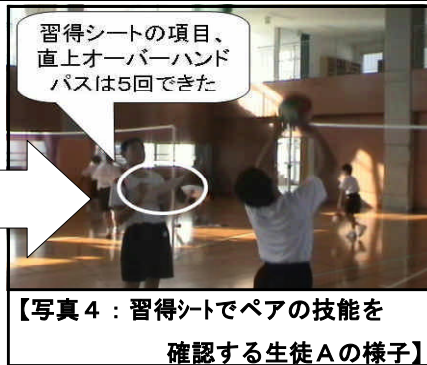 習得シートの項目、
直上オーバーハンド
パスは5回できた
【写真４：習得ｼｰﾄでペアの技能を
確認する生徒Ａの様子】